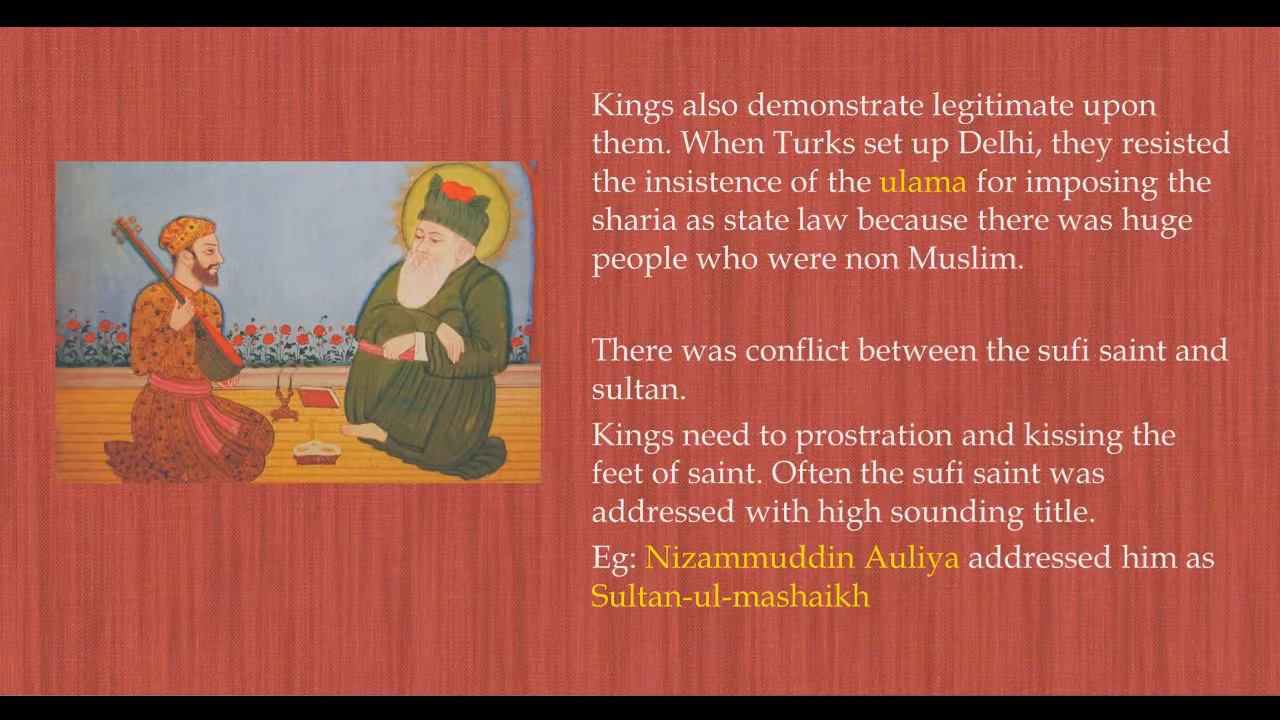 Kings also demonstrate legitimate upon
them. When Turks set up Delhi, they resisted
the insistence of the ulama for imposing the
sharia as state law because there was huge
people who were non Muslim.
There was conflict between the sufi saint and
sultan.
Kings need to prostration and kissing the
feet of saint. Often the sufi saint was
addressed with high sounding title.
Eg: Nizammuddin Auliya addressed him as
Sultan-ul-mashaikh